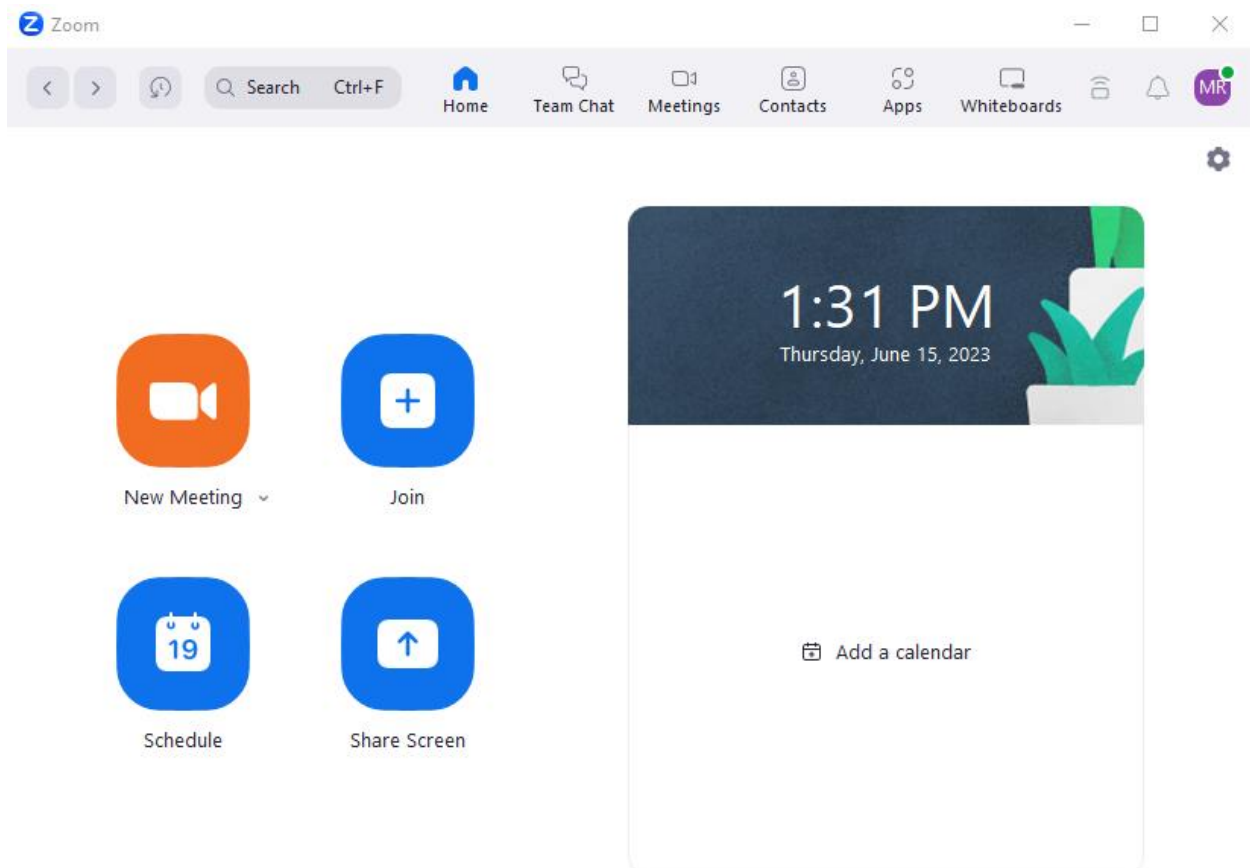 Zoom
Search Ctrl+F
Home Team Chat Meetings Contacts Apps Whiteboards
MR
1:31 PM
Thursday, June 15, 2023
New Meeting
Join
19
Schedule
Share Screen
Add a calendar